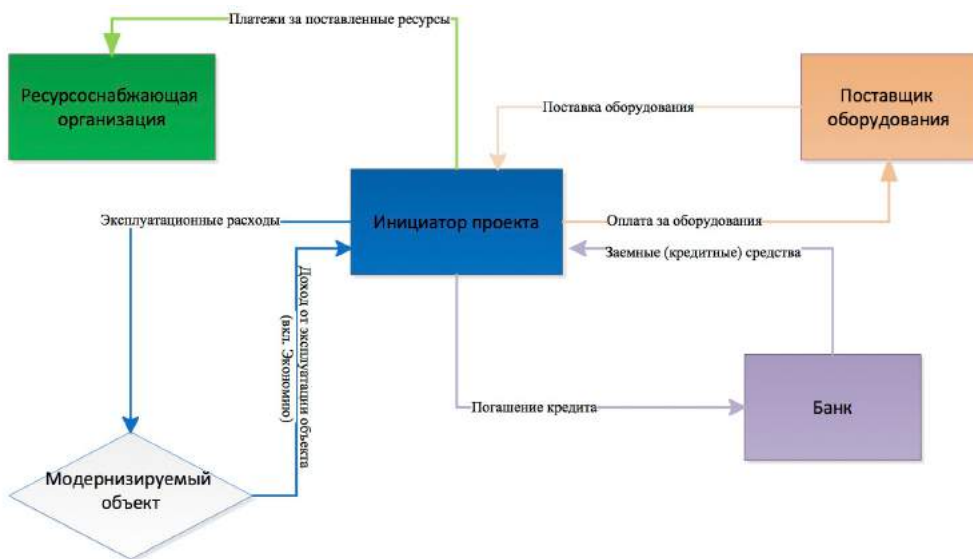 Платежи за поставленные ресурсы
Ресурсоснабжающая
организация
Поставщик
оборудования
Поставка оборудования
Инициатор проекта
Эксплуатационные расходы
Оплата за оборудования
Заемные (кредитные) средства
Доход от эксплуатации объекта
(вкл. Экономию)
Погашение кредита
Банк
Модернизируемый
объект